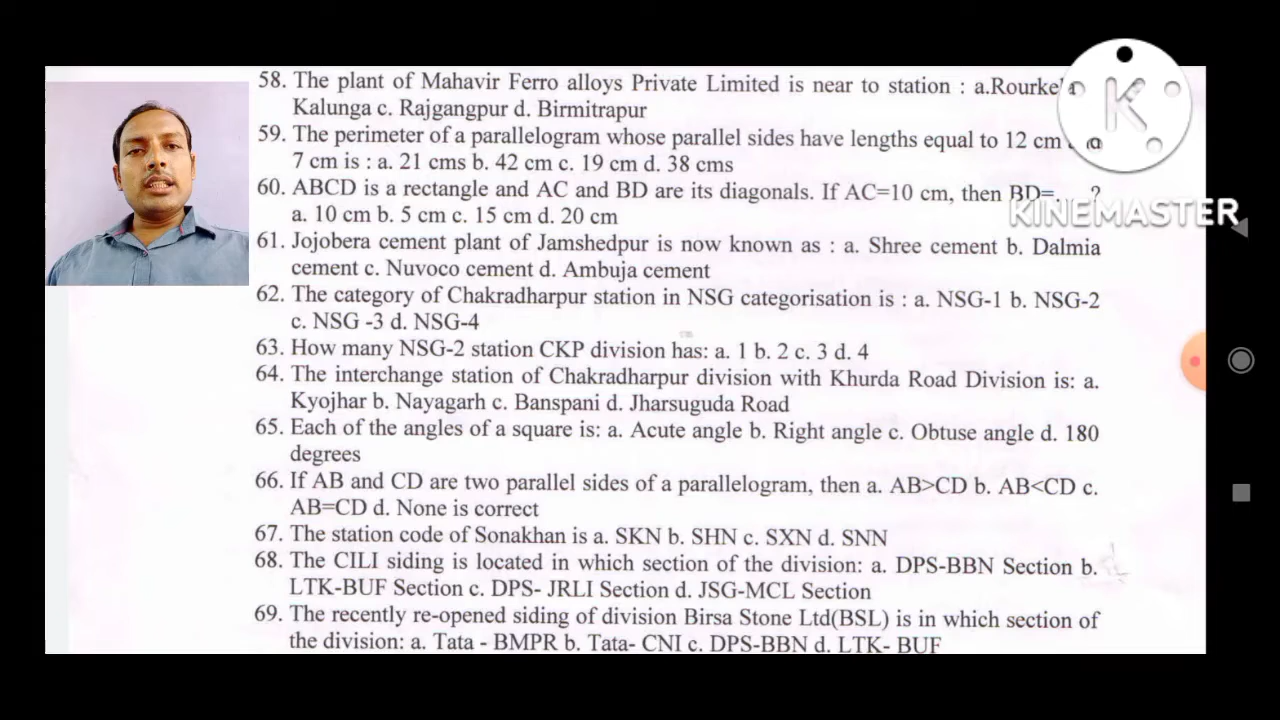 58. The plant of Mahavir Ferro alloys Private Limited is near to station : a.Rourke
Kalunga c. Rajgangpur d. Birmitrapur
59. The perimeter of a parallelogram whose parallel sides have lengths equal to 12 cm
7 cm is : a. 21 cms b. 42 cm c. 19 cm d. 38 cms
60. ABCD is a rectangle and AC and BD are its diagonals. If AC=10 cm, then BD=. ?
a. 10 cm b. 5 cm c. 15 cm d. 20 cm
KINEMASTER
61. Jojobera cement plant of Jamshedpur is now known as : a. Shree cement b. Dalmia
cement c. Nuvoco cement d. Ambuja cement
62. The category of Chakradharpur station in NSG categorisation is : a. NSG-1 b. NSG-2
c. NSG -3 d. NSG-4
63. How many NSG-2 station CKP division has: a. 1 b. 2 c. 3 d. 4
64. The interchange station of Chakradharpur division with Khurda Road Division is: a.
Kyojhar b. Nayagarh c. Banspani d. Jharsuguda Road
65. Each of the angles of a square is: a. Acute angle b. Right angle c. Obtuse angle d. 180
degrees
66. If AB and CD are two parallel sides of a parallelogram, then a. AB>CD b. AB<CD c.
AB=CD d. None is correct
67. The station code of Sonakhan is a. SKN b. SHN c. SXN d. SNN
68. The CILI siding is located in which section of the division: a. DPS-BBN Section b.
LTK-BUF Section c. DPS- JRLI Section d. JSG-MCL Section
69. The recently re-opened siding of division Birsa Stone Ltd(BSL) is in which section of
the division: a. Tata - BMPR b. Tata- CNI c. DPS-BBN d. LTK- BUF